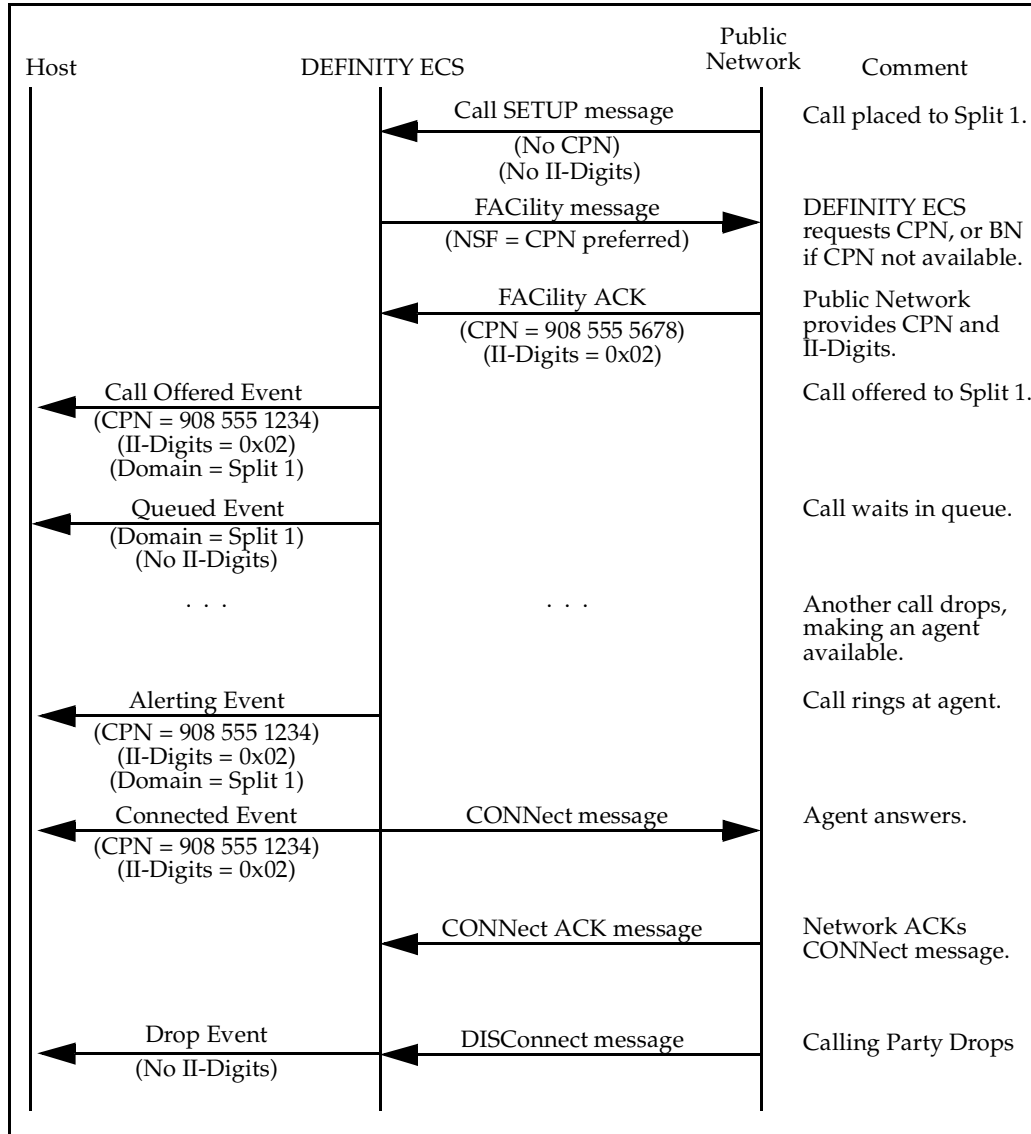 Host
DEFINITY ECS
Public
Network
Comment
Call SETUP message
(No CPN)
(No II-Digits)
Call placed to Split 1.
FACility message
(NSF = CPN preferred)
DEFINITY ECS
requests CPN, or BN
if CPN not available.
FACility ACK
(CPN = 908 555 5678)
(II-Digits = 0x02)
Public Network
provides CPN and
II-Digits.
Call Offered Event
(CPN = 908 555 1234)
(II-Digits = 0x02)
(Domain = Split 1)
Call offered to Split 1.
Queued Event
(Domain = Split 1)
(No II-Digits)
Call waits in queue.
. . .
. . .
Another call drops,
making an agent
available.
Alerting Event
(CPN = 908 555 1234)
(II-Digits = 0x02)
(Domain = Split 1)
Call rings at agent.
Connected Event
(CPN = 908 555 1234)
(II-Digits = 0x02)
CONNect message
Agent answers.
CONNect ACK message
Network ACKs
CONNect message.
Drop Event
(No II-Digits)
DISConnect message
Calling Party Drops